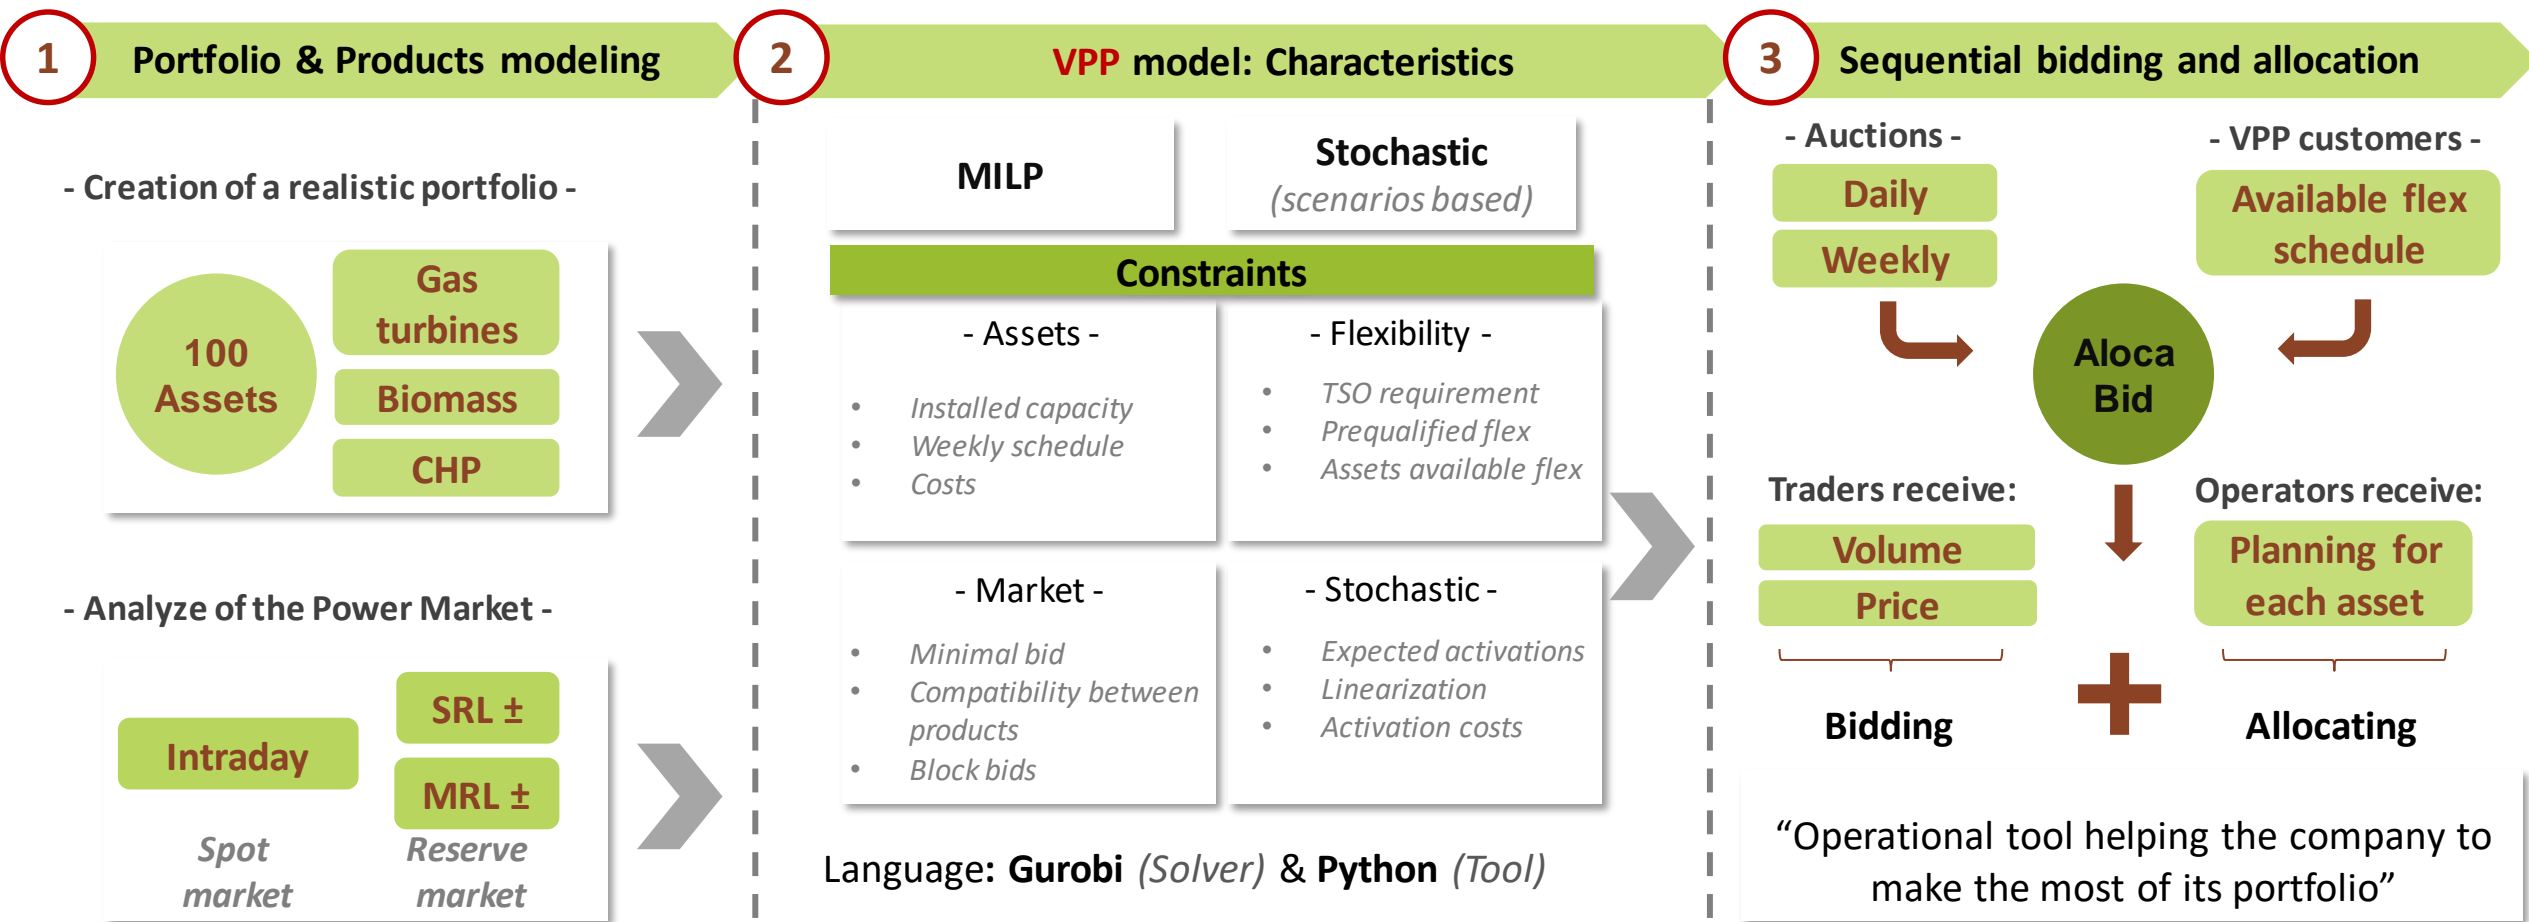 1
Portfolio & Products modeling
- Creation of a realistic portfolio -
100
Assets
Gas
turbines
Biomass
CHP
- Analyze of the Power Market -
Intraday
SRL ±
MRL ±
Spot
market
Reserve
market
2
VPP model: Characteristics
MILP
Stochastic
(scenarios based)
Constraints
- Assets -
• Installed capacity
• Weekly schedule
• Costs
- Flexibility -
• TSO requirement
• Prequalified flex
• Assets available flex
- Market -
• Minimal bid
• Compatibility between
products
• Block bids
- Stochastic -
• Expected activations
• Linearization
• Activation costs
Language: Gurobi (Solver) & Python (Tool)
3
Sequential bidding and allocation
- Auctions -
Daily
Weekly
- VPP customers -
Available flex
schedule
Aloca
Bid
Traders receive:
Volume
Price
Operators receive:
Planning for
each asset
Bidding
Allocating
“Operational tool helping the company to
make the most of its portfolio”